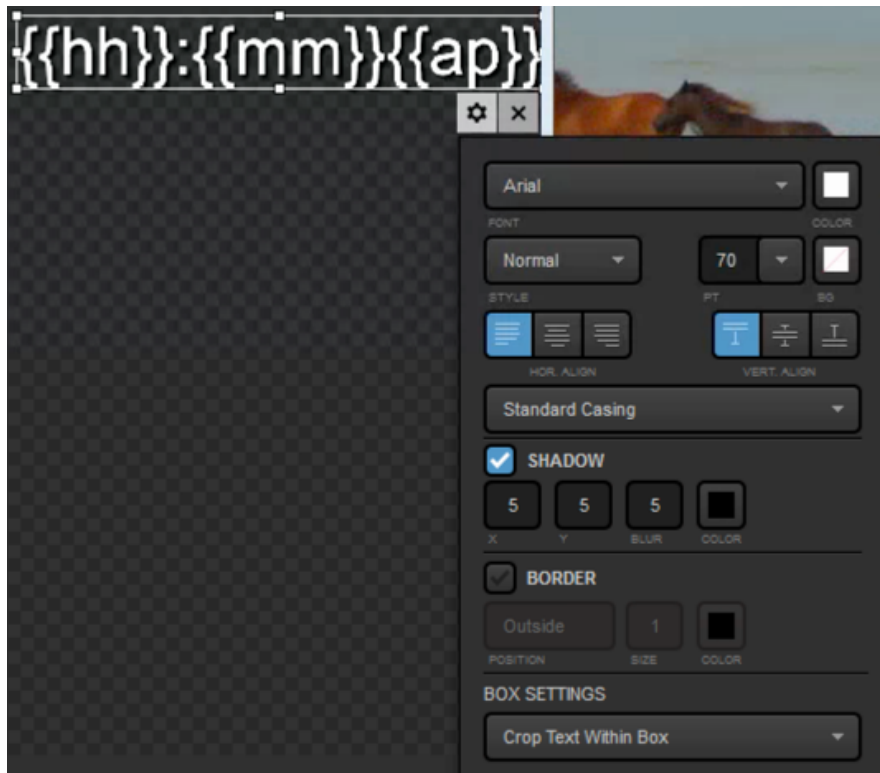 {{hh}}:{{mm}}{{ap}}
Arial
FONT COLOR
Normal 70
STYLE PT BG
HOR. ALIGN VERT. ALIGN
Standard Casing
SHADOW
5 5 5
X Y BLUR COLOR
BORDER
Outside 1
POSITION SIZE COLOR
BOX SETTINGS
Crop Text Within Box